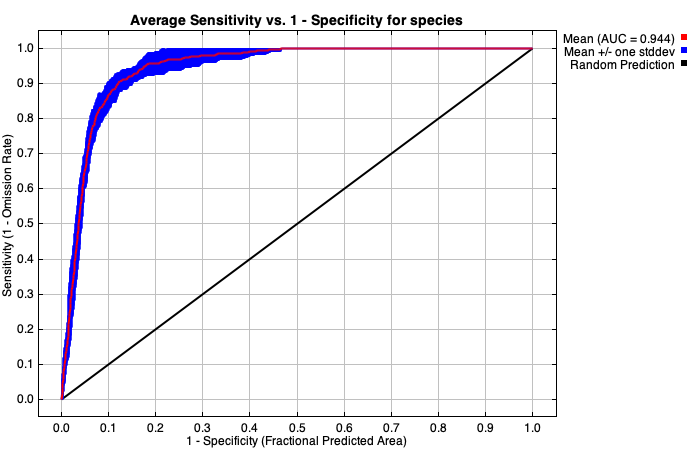 Average Sensitivity vs. 1 - Specificity for species
Mean (AUC = 0.944)
Mean +/- one stddev
Random Prediction
Sensitivity (1 - Omission Rate)
1.0
0.9
0.8
0.7
0.6
0.5
0.4
0.3
0.2
0.1
0.0
0.0 0.1 0.2 0.3 0.4 0.5 0.6 0.7 0.8 0.9 1.0
1 - Specificity (Fractional Predicted Area)